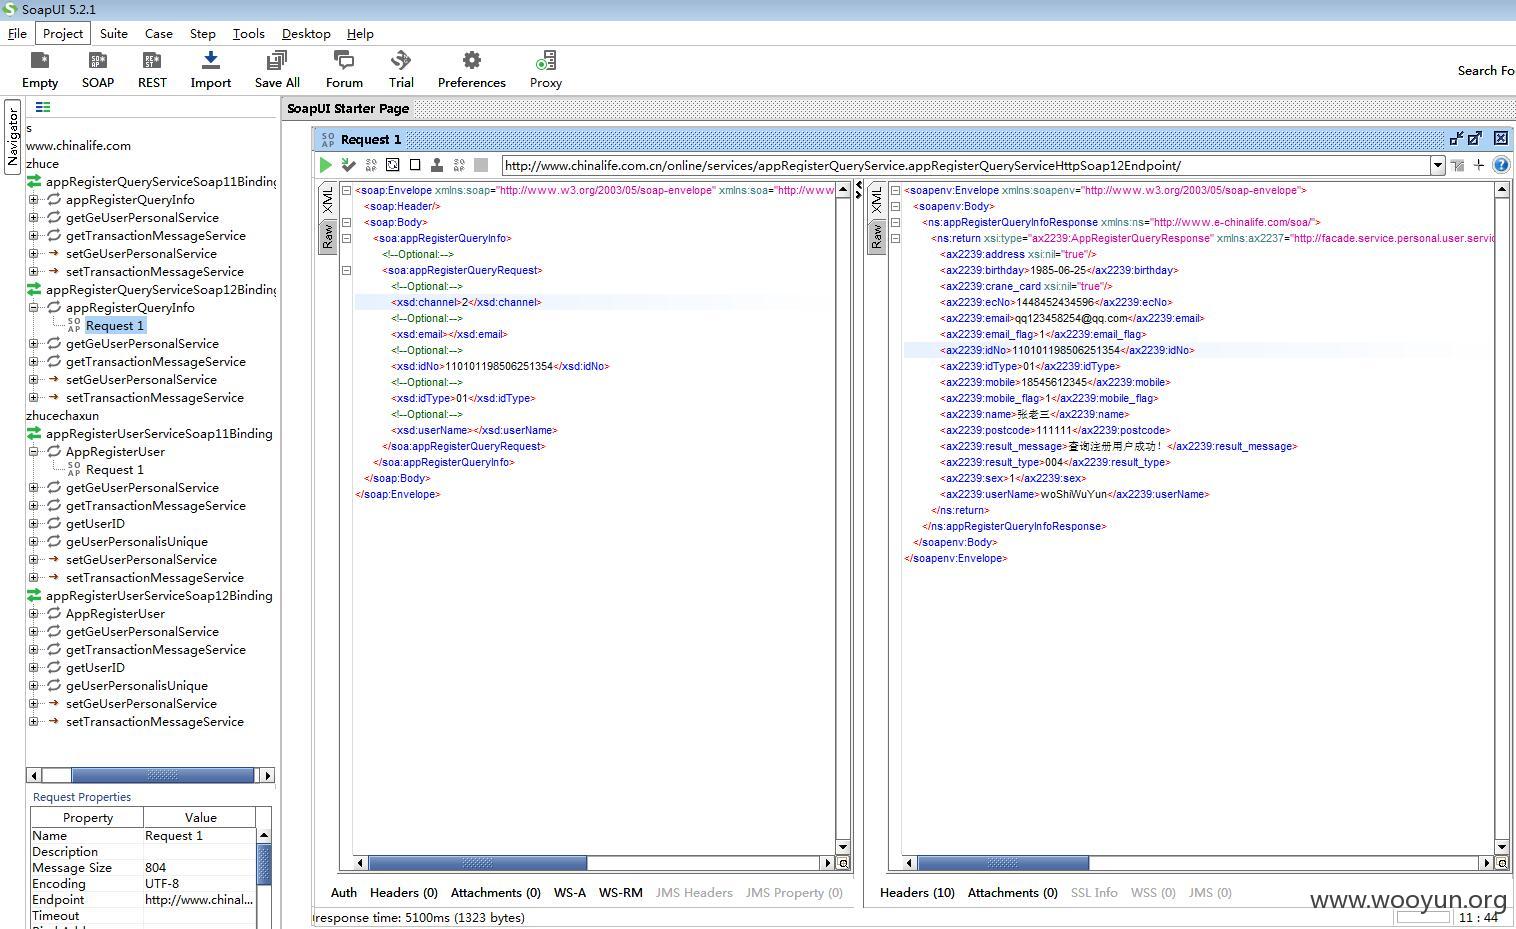 SoapUI 5.2.1
File Project Suite Case Step Tools Desktop Help
Empty SOAP REST Import Save All Forum Trial Preferences Proxy
Search Fo
Navigator
SoapUI Starter Page
s
www.chinalife.com
zhuce
appRegisterQueryServiceSoap11Binding
appRegisterQueryInfo
getGeUserPersonalService
getTransactionMessageService
setGeUserPersonalService
setTransactionMessageService
appRegisterQueryServiceSoap12Binding
appRegisterQueryInfo
Request 1
getGeUserPersonalService
getTransactionMessageService
setGeUserPersonalService
setTransactionMessageService
zhucechaxun
appRegisterUserServiceSoap11Binding
AppRegisterUser
Request 1
getGeUserPersonalService
getTransactionMessageService
getUserID
geUserPersonalisUnique
setGeUserPersonalService
setTransactionMessageService
appRegisterUserServiceSoap12Binding
AppRegisterUser
getGeUserPersonalService
getTransactionMessageService
getUserID
geUserPersonalisUnique
setGeUserPersonalService
setTransactionMessageService
Request Properties
Property Value
Name Request 1
Description
Message Size 804
Encoding UTF-8
Endpoint http://www.chinal...
Timeout
Request 1
http://www.chinalife.com.cn/online/services/appRegisterQueryService.appRegisterQueryServiceHttpSoap12Endpoint/
XML
Raw
<soap:Envelope xmlns:soap="http://www.w3.org/2003/05/soap-envelope" xmlns:soa="http://www
<soap:Header/>
<soap:Body>
<soa:appRegisterQueryInfo>
<!--Optional:-->
<soa:appRegisterQueryRequest>
<!--Optional:-->
<xsd:channel>2</xsd:channel>
<!--Optional:-->
<xsd:email></xsd:email>
<!--Optional:-->
<xsd:idNo>110101198506251354</xsd:idNo>
<!--Optional:-->
<xsd:idType>01</xsd:idType>
<!--Optional:-->
<xsd:userName></xsd:userName>
</soa:appRegisterQueryRequest>
</soa:appRegisterQueryInfo>
</soap:Body>
</soap:Envelope>
XML
Raw
<soapenv:Envelope xmlns:soapenv="http://www.w3.org/2003/05/soap-envelope">
<soapenv:Body>
<ns:appRegisterQueryInfoResponse xmlns:ns="http://www.e-chinalife.com/soa/">
<ns:return xsi:type="ax2239:AppRegisterQueryResponse" xmlns:ax2237="http://facade.service.personal.user.servic
<ax2239:address xsi:nil="true"/>
<ax2239:birthday>1985-06-25</ax2239:birthday>
<ax2239:crane_card xsi:nil="true"/>
<ax2239:ecNo>1448452434596</ax2239:ecNo>
<ax2239:email>qq123458254@qq.com</ax2239:email>
<ax2239:email_flag>1</ax2239:email_flag>
<ax2239:idNo>110101198506251354</ax2239:idNo>
<ax2239:idType>01</ax2239:idType>
<ax2239:mobile>18545612345</ax2239:mobile>
<ax2239:mobile_flag>1</ax2239:mobile_flag>
<ax2239:name>张老三</ax2239:name>
<ax2239:postcode>111111</ax2239:postcode>
<ax2239:result_message>查询注册用户成功！</ax2239:result_message>
<ax2239:result_type>004</ax2239:result_type>
<ax2239:sex>1</ax2239:sex>
<ax2239:userName>woShiWuYun</ax2239:userName>
</ns:return>
</ns:appRegisterQueryInfoResponse>
</soapenv:Body>
</soapenv:Envelope>
Auth Headers (0) Attachments (0) WS-A WS-RM JMS Headers JMS Property (0)
Headers (10) Attachments (0) SSL Info WSS (0) JMS (0)
response time: 5100ms (1323 bytes)
www.wooyun.org
11 : 44